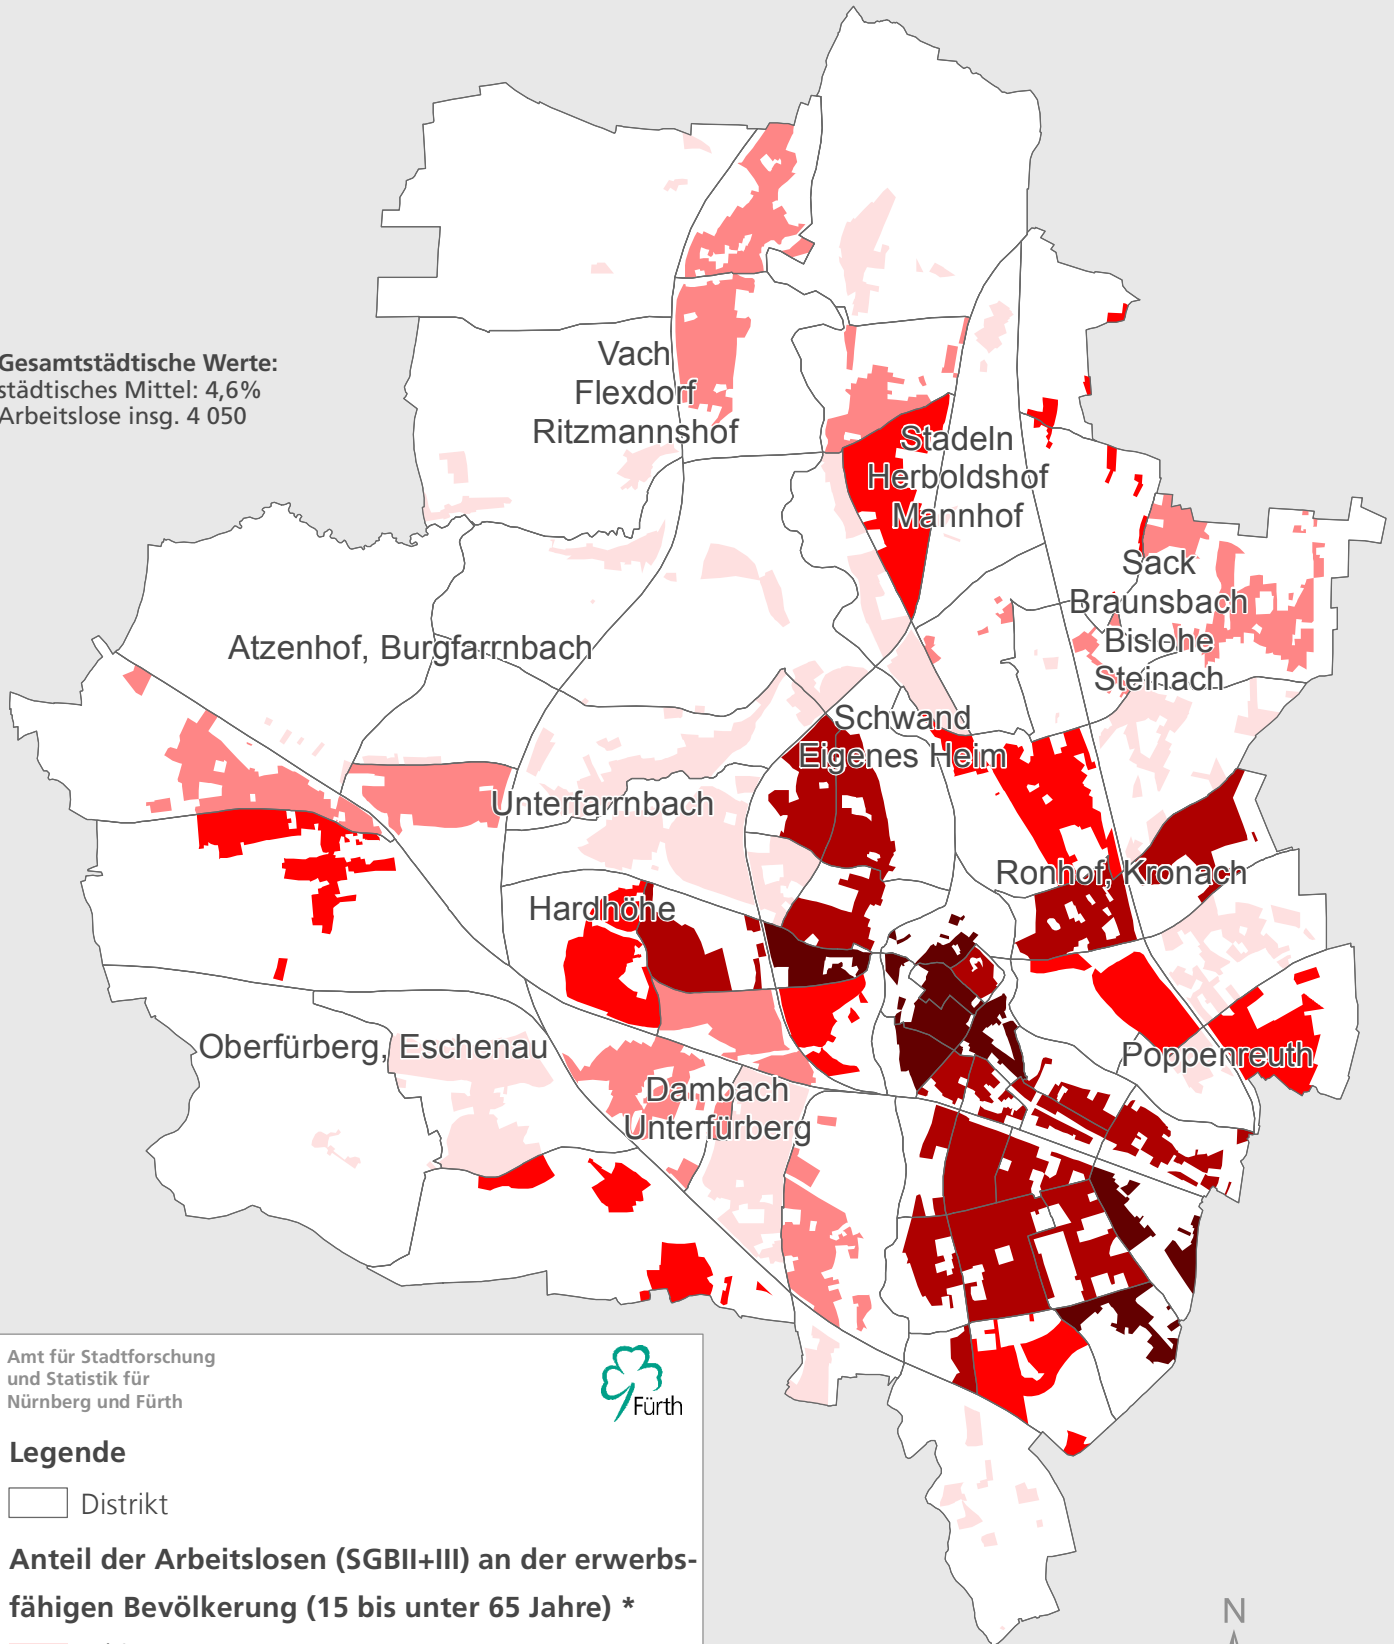 Gesamtstädtische Werte:
städtisches Mittel: 4,6%
Arbeitslose insg. 4 050
Vach
Flexdorf
Ritzmannshof
Stadeln
Herboldshof
Mannhof
Sack
Braunsbach
Bislohe
Steinach
Atzenhof, Burgfarrnbach
Schwand
Eigenes Heim
Unterfarrnbach
Ronhof, Kronach
Hardhöhe
Oberfürberg, Eschenau
Poppenreuth
Dambach
Unterfürberg
Amt für Stadtforschung
und Statistik für
Nürnberg und Fürth
Fürth
Legende
Distrikt
Anteil der Arbeitslosen (SGBII+III) an der erwerbs-
fähigen Bevölkerung (15 bis unter 65 Jahre) *
N